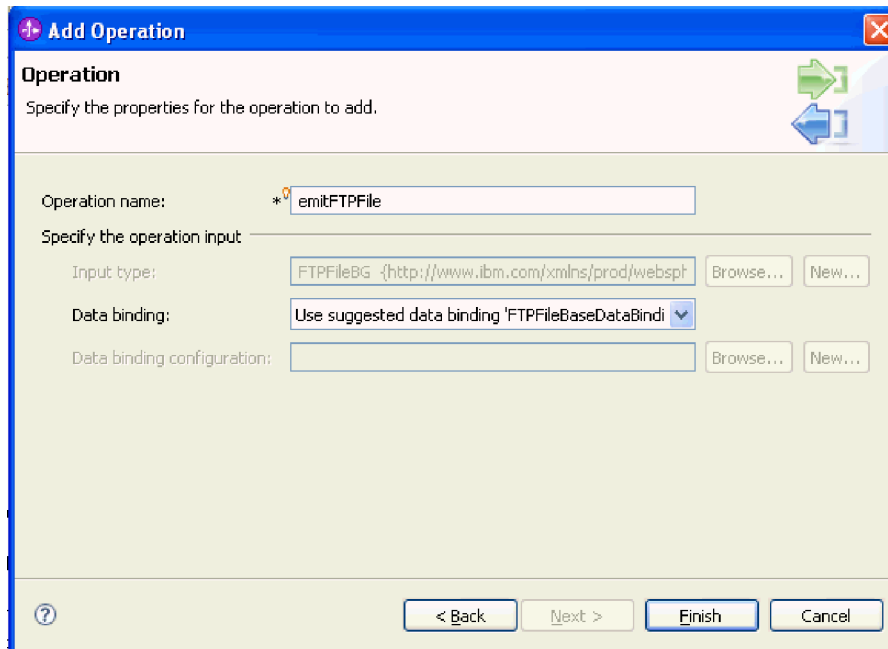 Add Operation
Operation
Specify the properties for the operation to add.
Operation name: * emitFTPFile
Specify the operation input
Input type: FTPFileBG {http://www.ibm.com/xmlns/prod/websph Browse... New...
Data binding: Use suggested data binding 'FTPFileBaseDataBindi
Data binding configuration: Browse... New...
? < Back Next > Finish Cancel